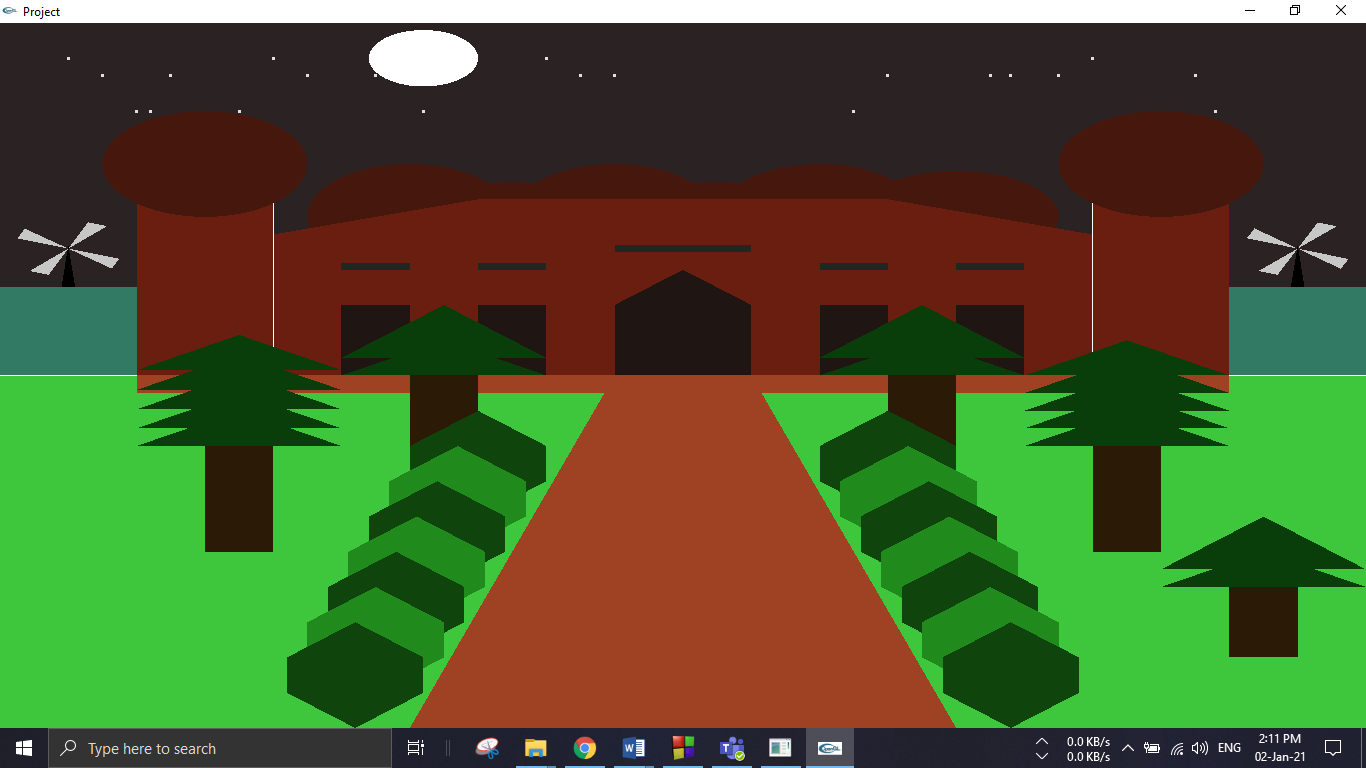 Project
Type here to search
0.0 KB/s
0.0 KB/s
ENG
2:11 PM
02-Jan-21